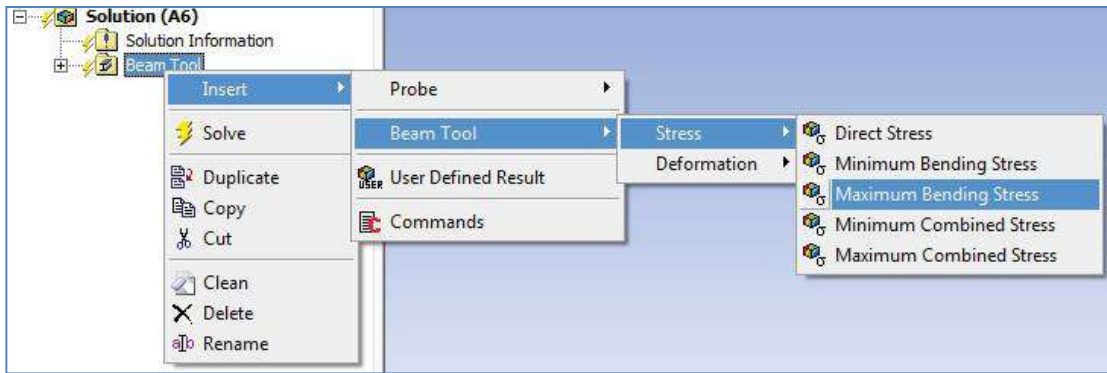 Solution (A6)
Solution Information
Beam Tool
Insert
Solve
Duplicate
Copy
Cut
Clean
Delete
Rename
Probe
Beam Tool
USER User Defined Result
Commands
Stress
Deformation
σ Direct Stress
σ Minimum Bending Stress
σ Maximum Bending Stress
σ Minimum Combined Stress
σ Maximum Combined Stress